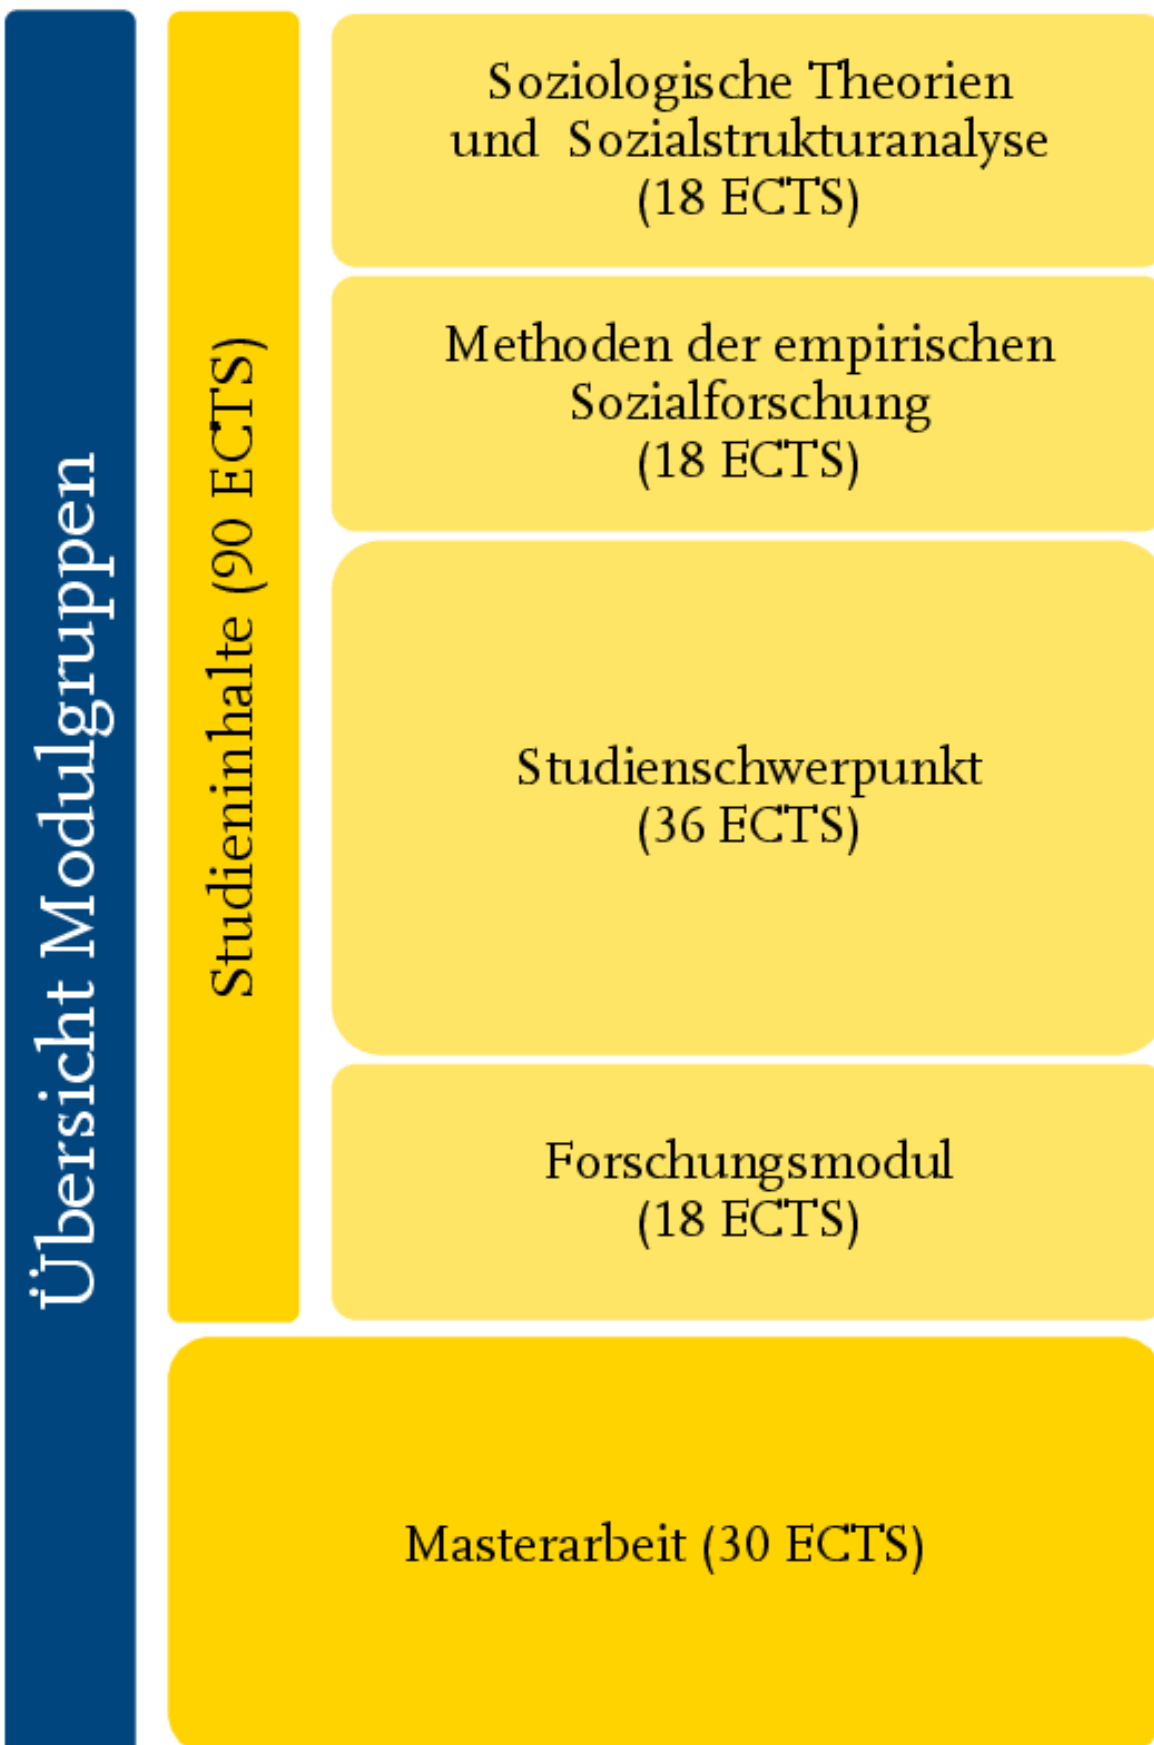 Übersicht Modulgruppen
Studieninhalte (90 ECTS)
Soziologische Theorien
und Sozialstrukturanalyse
(18 ECTS)
Methoden der empirischen
Sozialforschung
(18 ECTS)
Studienschwerpunkt
(36 ECTS)
Forschungsmodul
(18 ECTS)
Masterarbeit (30 ECTS)